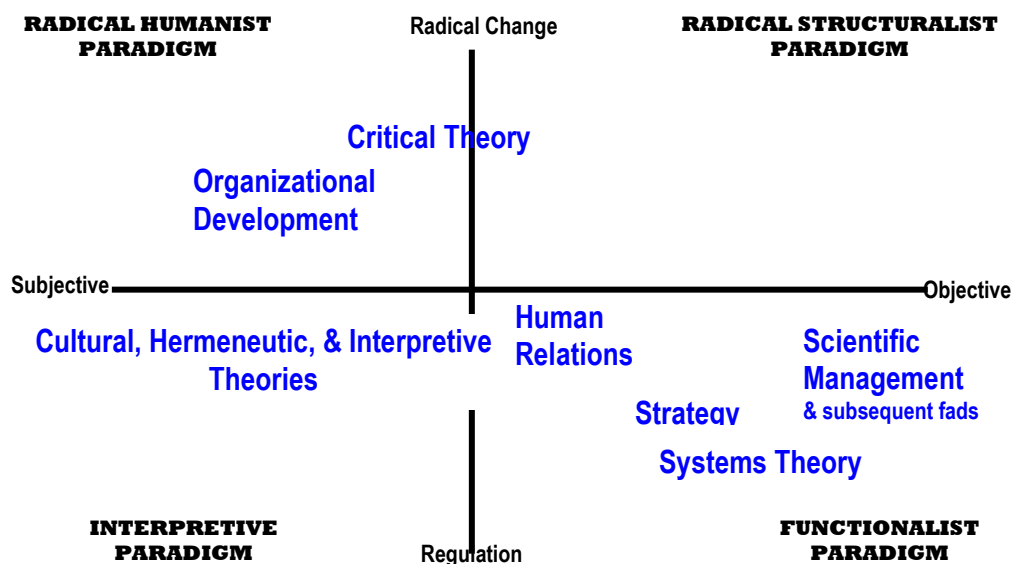 RADICAL HUMANIST
PARADIGM
Radical Change
RADICAL STRUCTURALIST
PARADIGM
Critical Theory
Organizational
Development
Subjective
Objective
Cultural, Hermeneutic, & Interpretive
Theories
Human
Relations
Scientific
Management
& subsequent fads
Strategy
Systems Theory
INTERPRETIVE
PARADIGM
Regulation
FUNCTIONALIST
PARADIGM